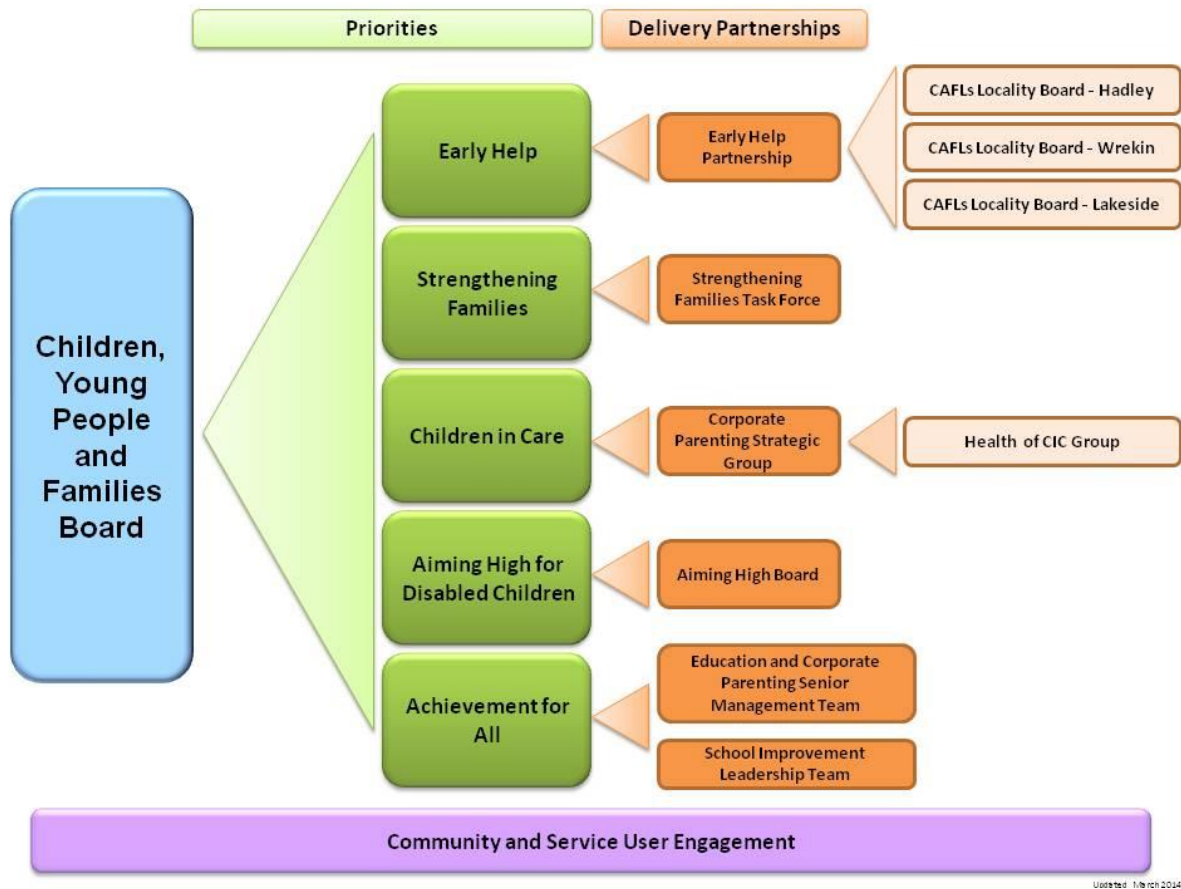 Priorities
Delivery Partnerships
Children,
Young
People
and
Families
Board
Early Help
Early Help
Partnership
CAFLs Locality Board - Hadley
CAFLs Locality Board - Wrekin
CAFLs Locality Board - Lakeside
Strengthening
Families
Strengthening
Families Task Force
Children in Care
Corporate
Parenting Strategic
Group
Health of CIC Group
Aiming High for
Disabled Children
Aiming High Board
Achievement for
All
Education and Corporate
Parenting Senior
Management Team
School Improvement
Leadership Team
Community and Service User Engagement
Updated March 2014